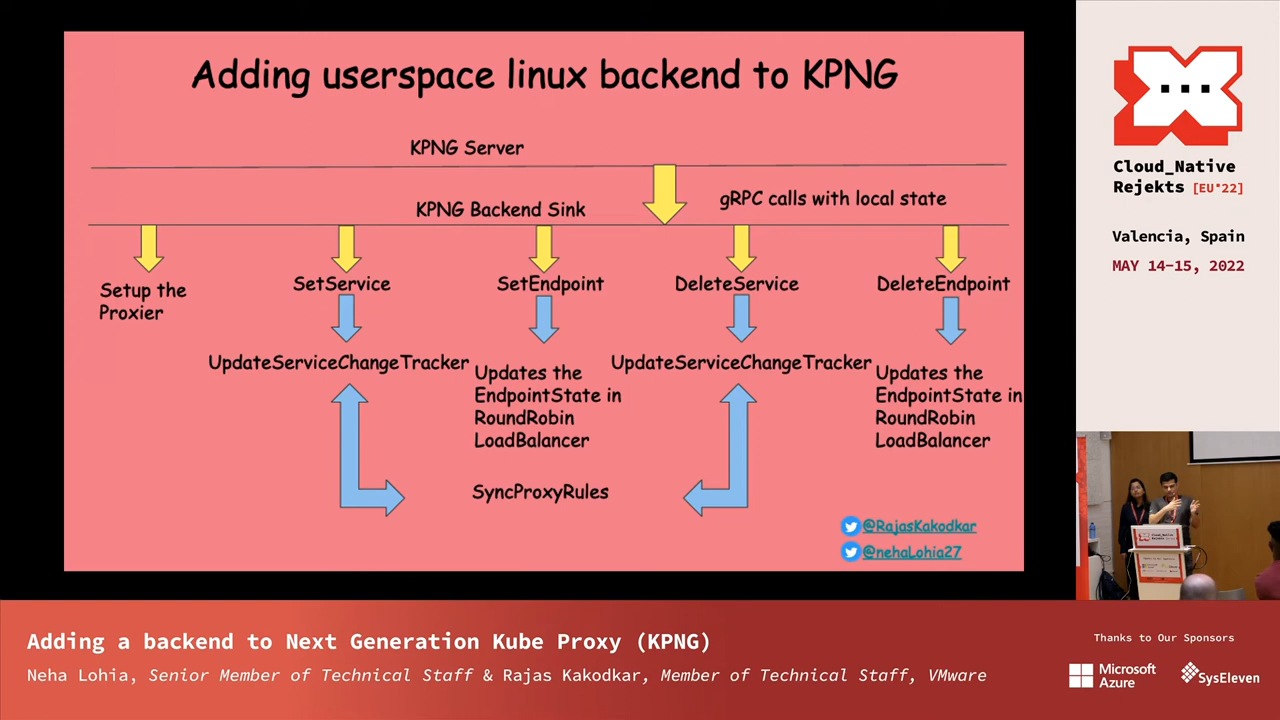 Adding userspace linux backend to KPNG
KPNG Server
gRPC calls with local state
KPNG Backend Sink
Setup the
Proxier
SetService
SetEndpoint
DeleteService
DeleteEndpoint
UpdateServiceChangeTracker
Updates the
EndpointState in
RoundRobin
LoadBalancer
UpdateServiceChangeTracker
Updates the
EndpointState in
RoundRobin
LoadBalancer
SyncProxyRules
@RajasKakodkar
@nehaLohia27
Cloud_Native
Rejekts [EU*22]
Valencia, Spain
MAY 14-15, 2022
Adding a backend to Next Generation Kube Proxy (KPNG)
Neha Lohia, Senior Member of Technical Staff & Rajas Kakodkar, Member of Technical Staff, VMware
Thanks to Our Sponsors
Microsoft
Azure
SysEleven